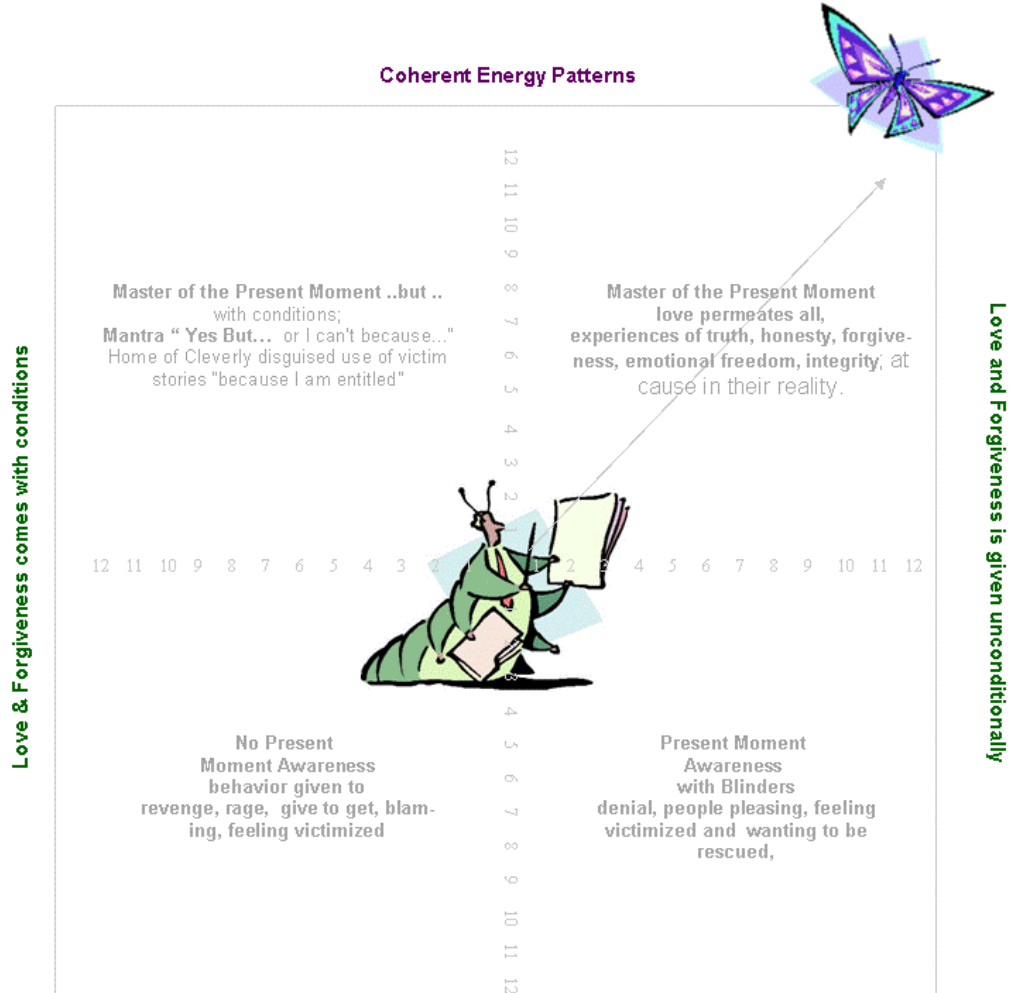 Coherent Energy Patterns
12
11
10
9
8
7
6
5
4
3
2
1
Master of the Present Moment ..but ..
with conditions;
Mantra “ Yes But... or I can't because..."
Home of Cleverly disguised use of victim
stories "because I am entitled"
Master of the Present Moment
love permeates all,
experiences of truth, honesty, forgive-
ness, emotional freedom, integrity; at
cause in their reality.
Love & Forgiveness comes with conditions
Love and Forgiveness is given unconditionally
12 11 10 9 8 7 6 5 4 3 2 1 1 2 3 4 5 6 7 8 9 10 11 12
3
4
5
6
7
8
9
10
11
12
No Present
Moment Awareness
behavior given to
revenge, rage, give to get, blam-
ing, feeling victimized
Present Moment
Awareness
with Blinders
denial, people pleasing, feeling
victimized and wanting to be
rescued,